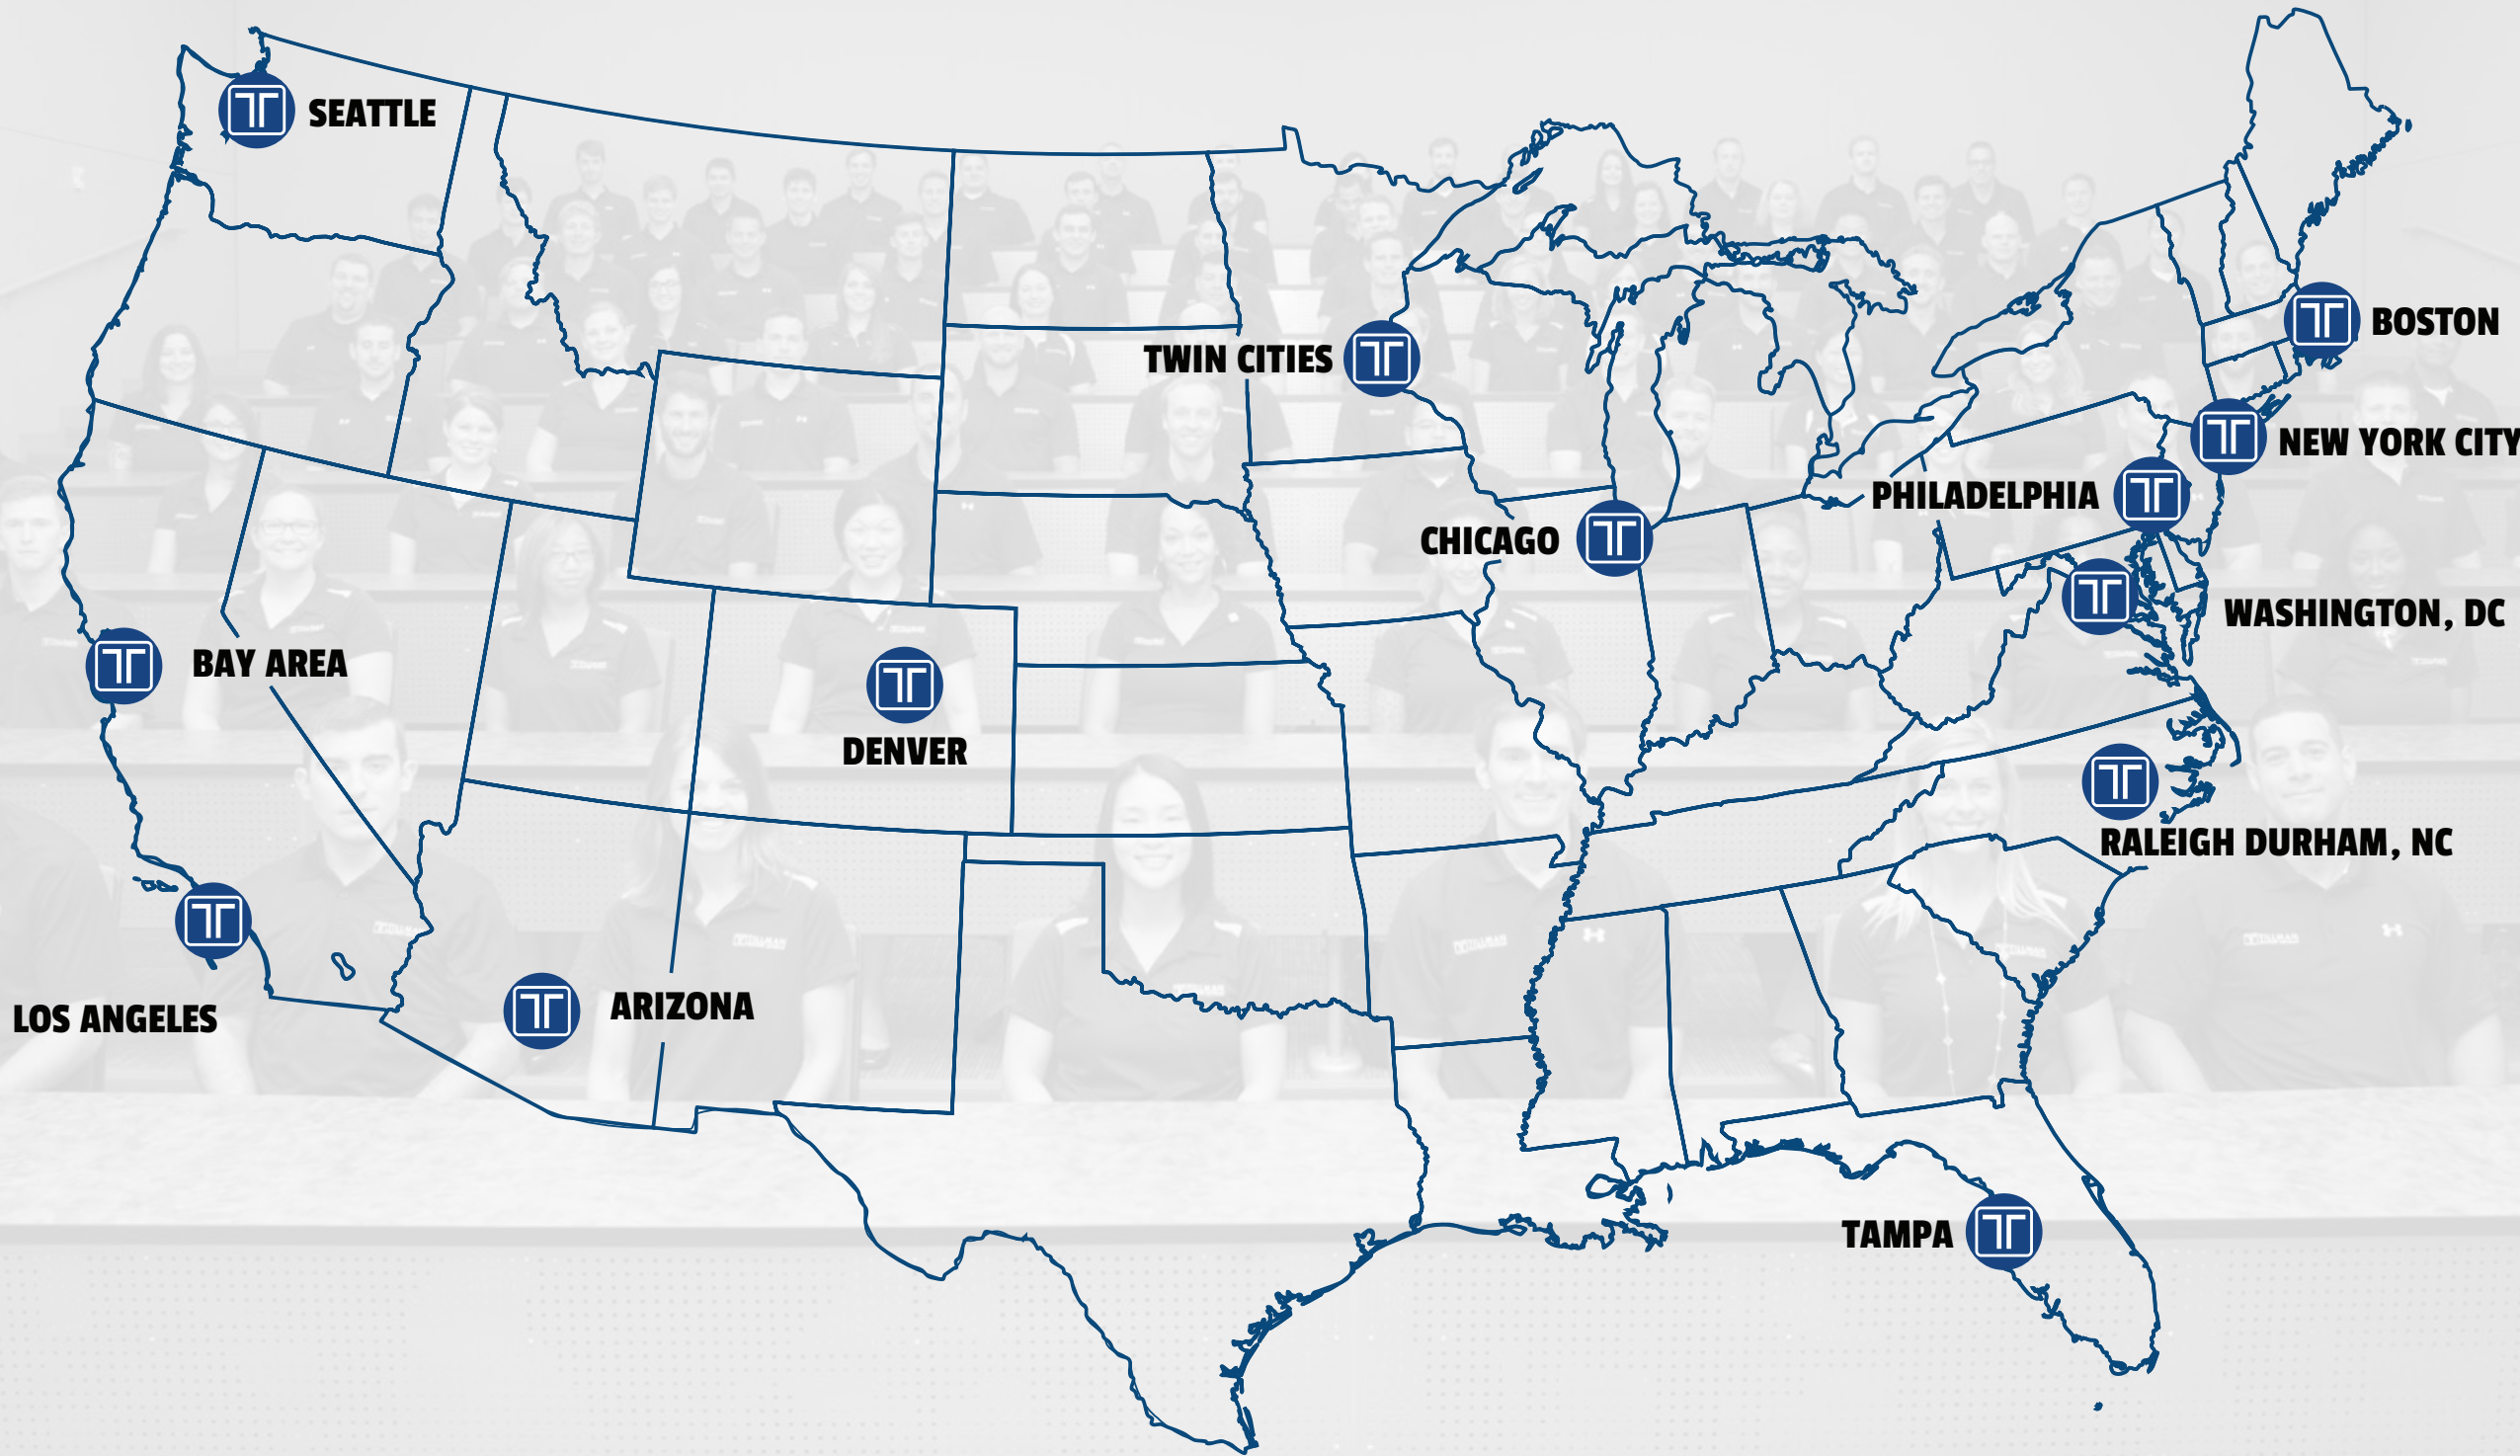 SEATTLE
BOSTON
TWIN CITIES
NEW YORK CITY
PHILADELPHIA
CHICAGO
WASHINGTON, DC
BAY AREA
DENVER
RALEIGH DURHAM, NC
ARIZONA
LOS ANGELES
TAMPA